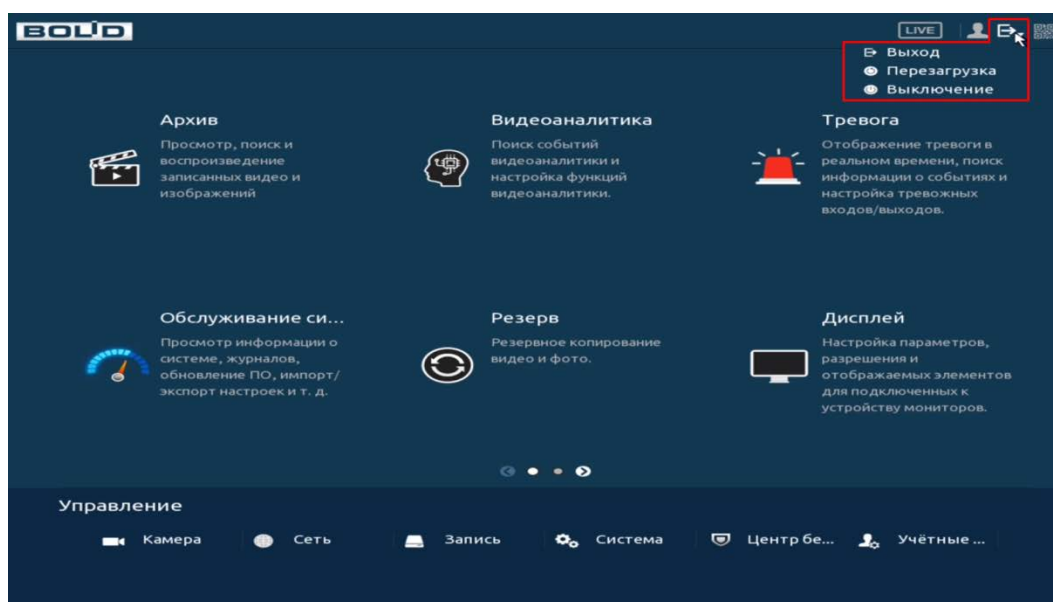 BOLID
LIVE
Выход
Перезагрузка
Выключение
Архив
Просмотр, поиск и
воспроизведение
записанных видео и
изображений
Видеоаналитика
Поиск событий
видеоаналитики и
настройка функций
видеоаналитики.
Тревога
Отображение тревоги в
реальном времени, поиск
информации о событиях и
настройка тревожных
входов/выходов.
Обслуживание си...
Просмотр информации о
системе, журналов,
обновление ПО, импорт/
экспорт настроек и т. д.
Резерв
Резервное копирование
видео и фото.
Дисплей
Настройка параметров,
разрешения и
отображаемых элементов
для подключенных к
устройству мониторов.
Управление
Камера
Сеть
Запись
Система
Центр бе...
Учётные ...